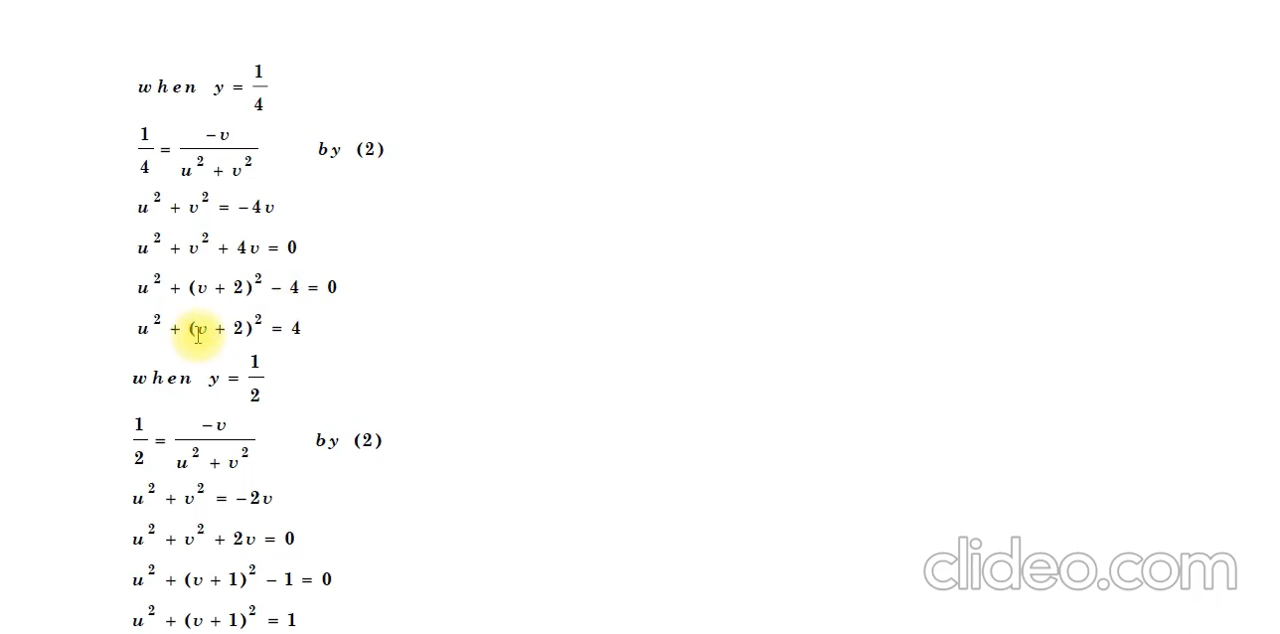 when y = 1/4
1/4 = -v/(u² + v²) by (2)
u² + v² = -4v
u² + v² + 4v = 0
u² + (v + 2)² - 4 = 0
u² + (v + 2)² = 4
when y = 1/2
1/2 = -v/(u² + v²) by (2)
u² + v² = -2v
u² + v² + 2v = 0
u² + (v + 1)² - 1 = 0
u² + (v + 1)² = 1
clideo.com